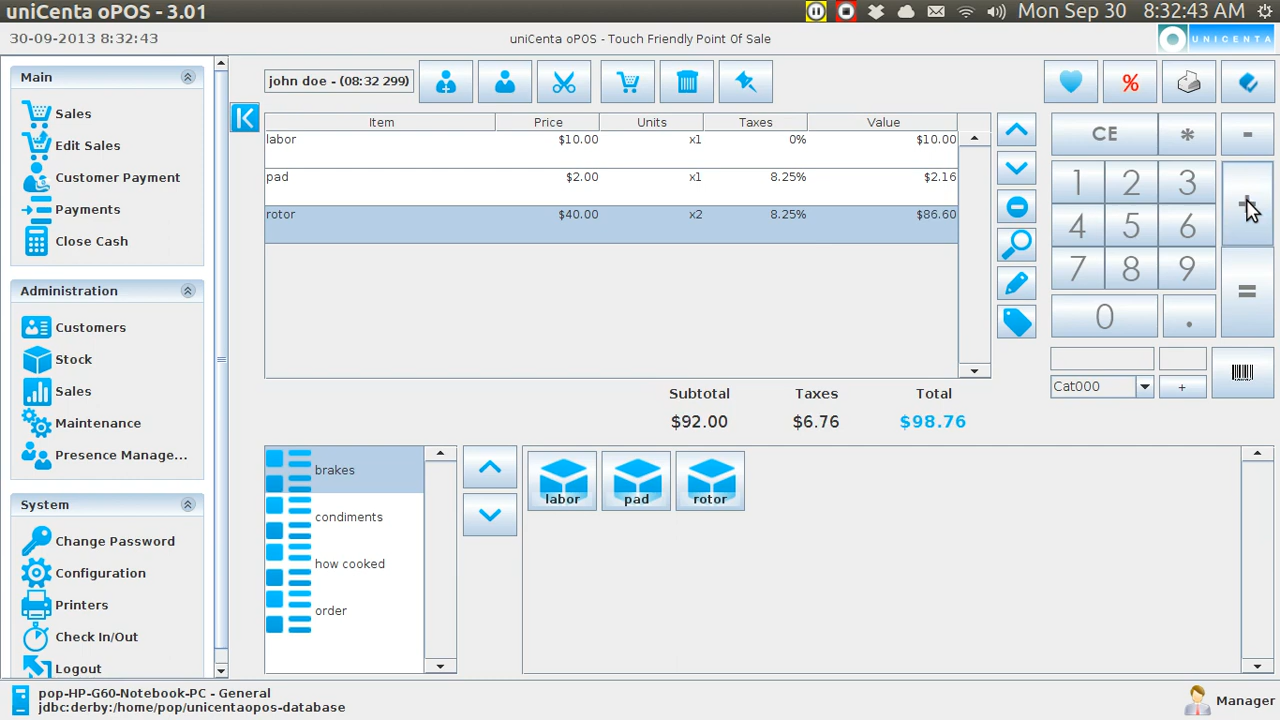 uniCenta oPOS - 3.01
Mon Sep 30 8:32:43 AM
30-09-2013 8:32:43
uniCenta oPOS - Touch Friendly Point Of Sale
UNICENTA
Main
Sales
Edit Sales
Customer Payment
Payments
Close Cash
Administration
Customers
Stock
Sales
Maintenance
Presence Manage...
System
Change Password
Configuration
Printers
Check In/Out
Logout
john doe - (08:32 299)
%
Item Price Units Taxes Value
labor $10.00 x1 0% $10.00
pad $2.00 x1 8.25% $2.16
rotor $40.00 x2 8.25% $86.60
Subtotal Taxes Total
$92.00 $6.76 $98.76
CE * -
1 2 3 +
4 5 6
7 8 9 =
0 .
Cat000 +
brakes
condiments
how cooked
order
labor pad rotor
pop-HP-G60-Notebook-PC - General
jdbc:derby:/home/pop/unicentaopos-database
Manager